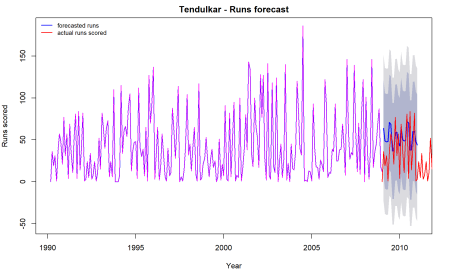 Tendulkar - Runs forecast
forecasted runs
actual runs scored
Runs scored
150
100
50
0
-50
1990
1995
2000
2005
2010
Year